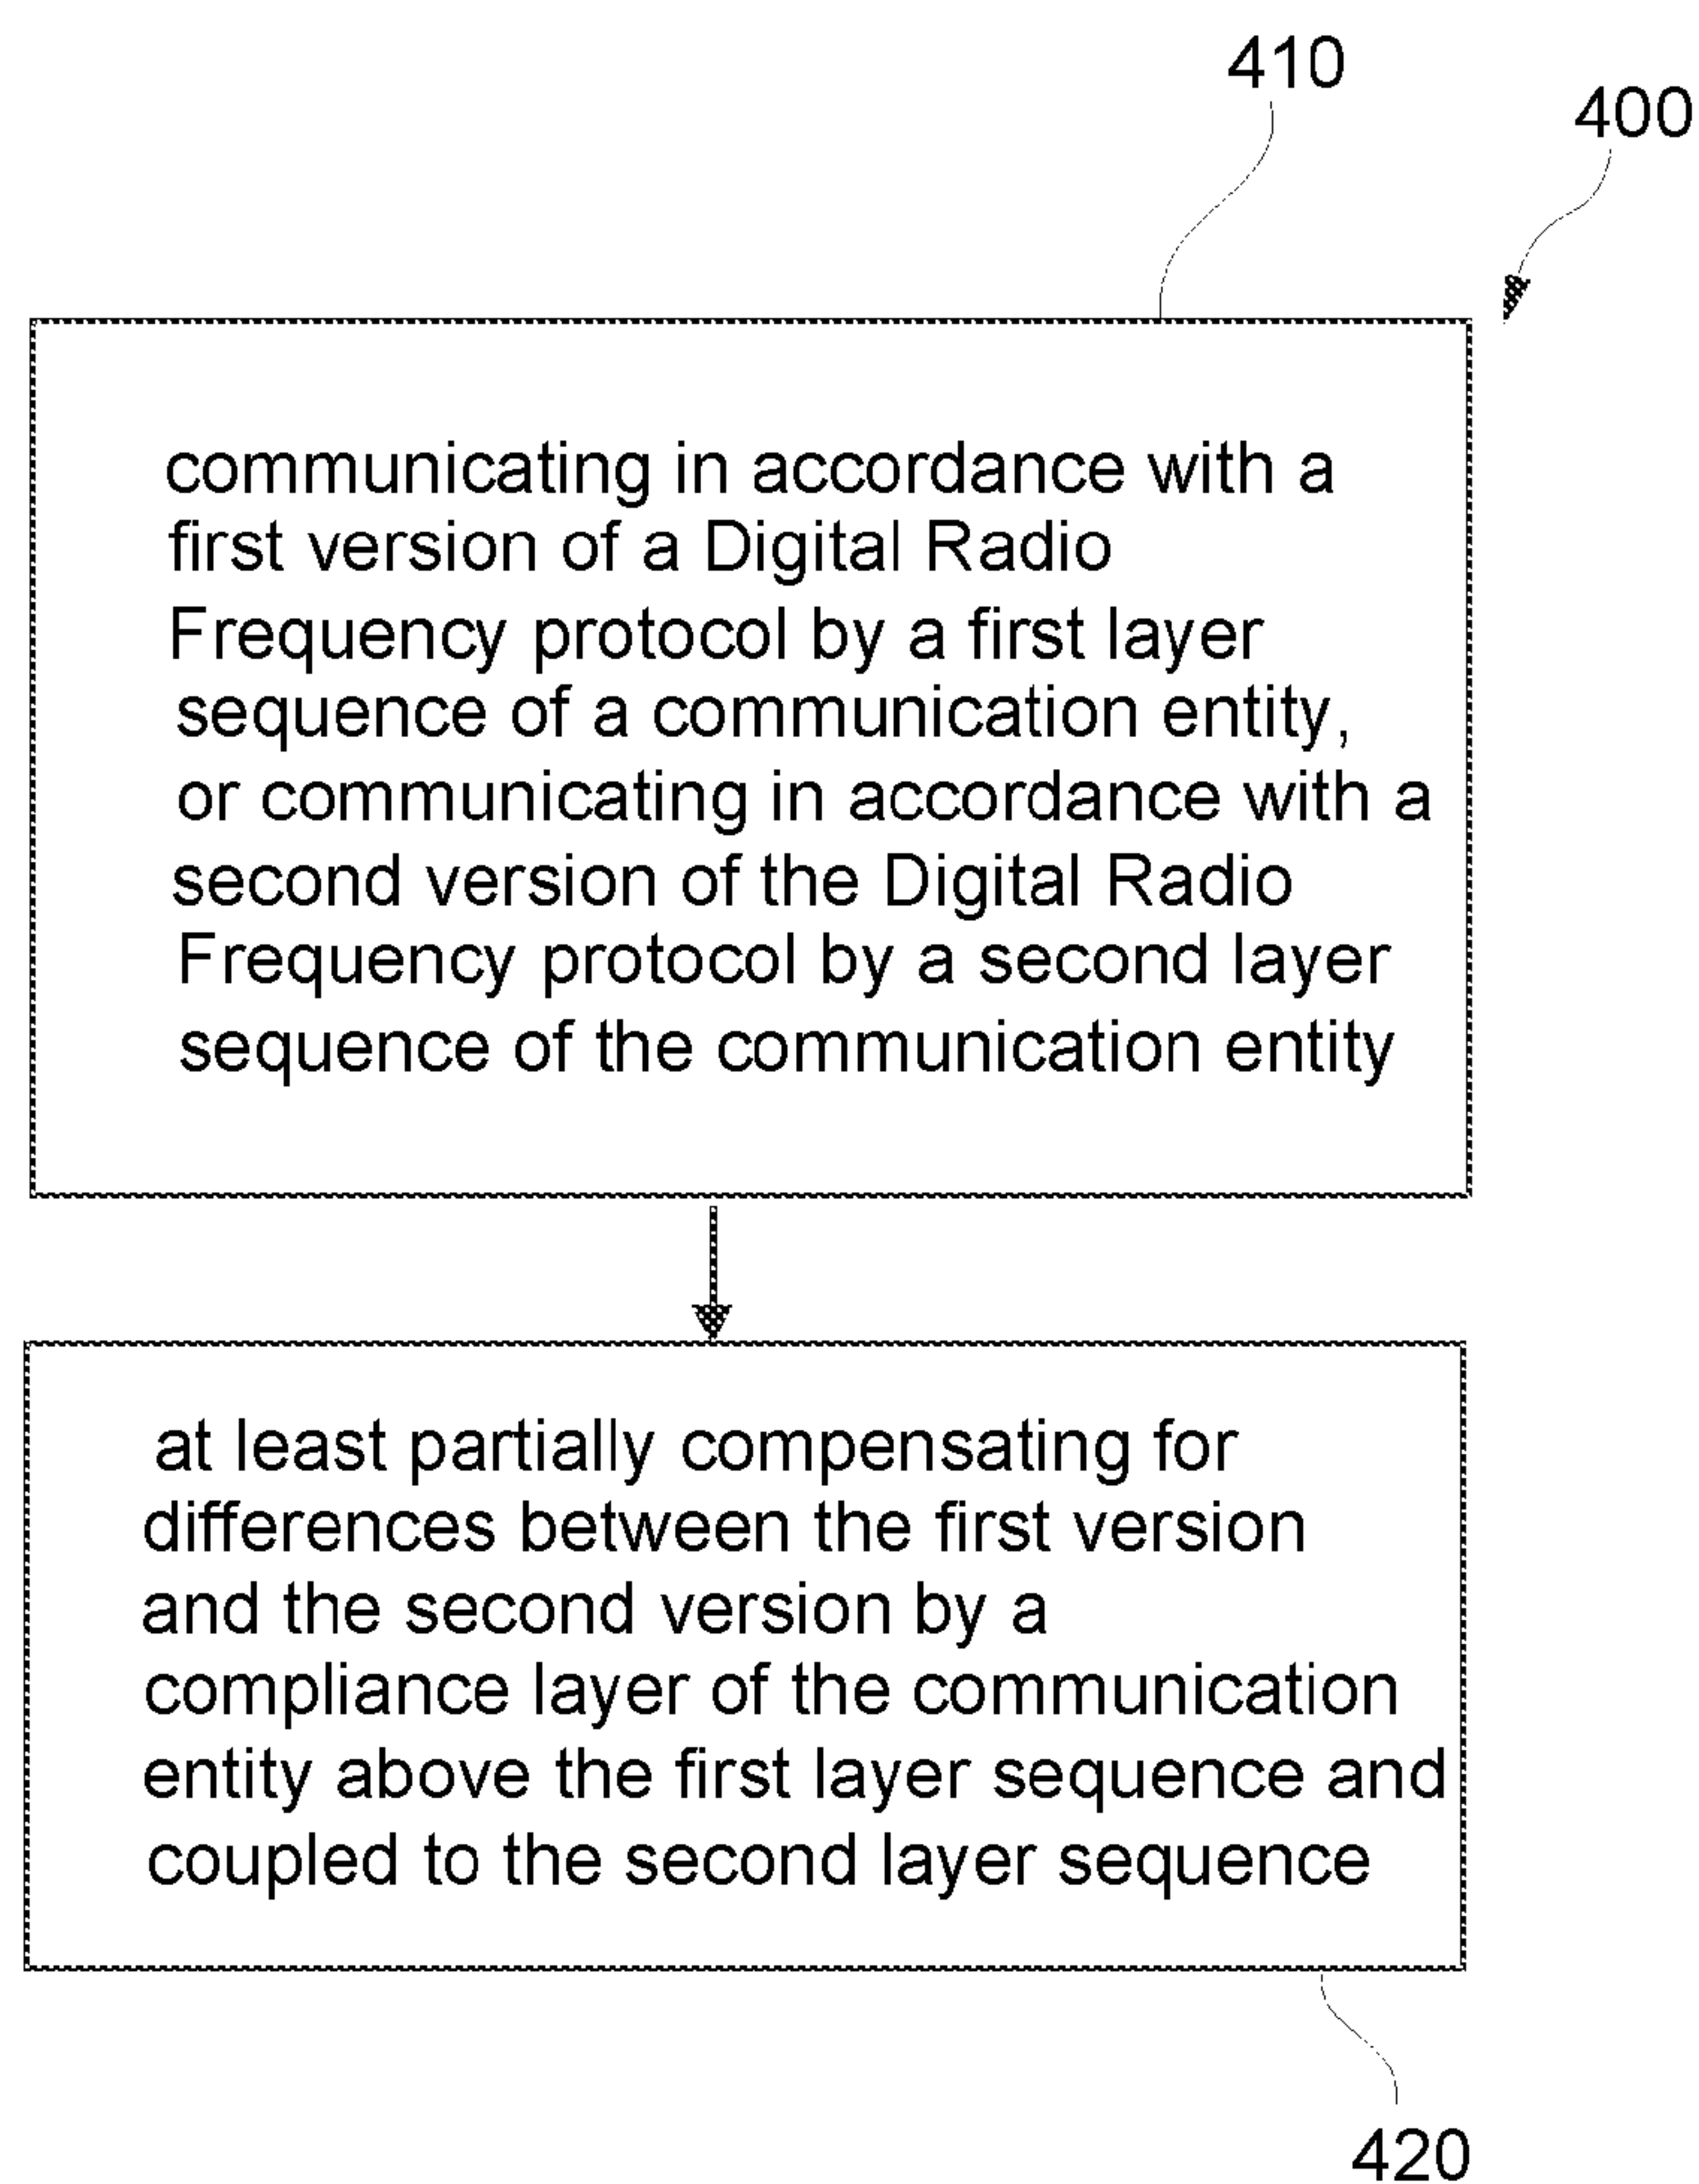 410
400
communicating in accordance with a
first version of a Digital Radio
Frequency protocol by a first layer
sequence of a communication entity,
or communicating in accordance with a
second version of the Digital Radio
Frequency protocol by a second layer
sequence of the communication entity
at least partially compensating for
differences between the first version
and the second version by a
compliance layer of the communication
entity above the first layer sequence and
coupled to the second layer sequence
420